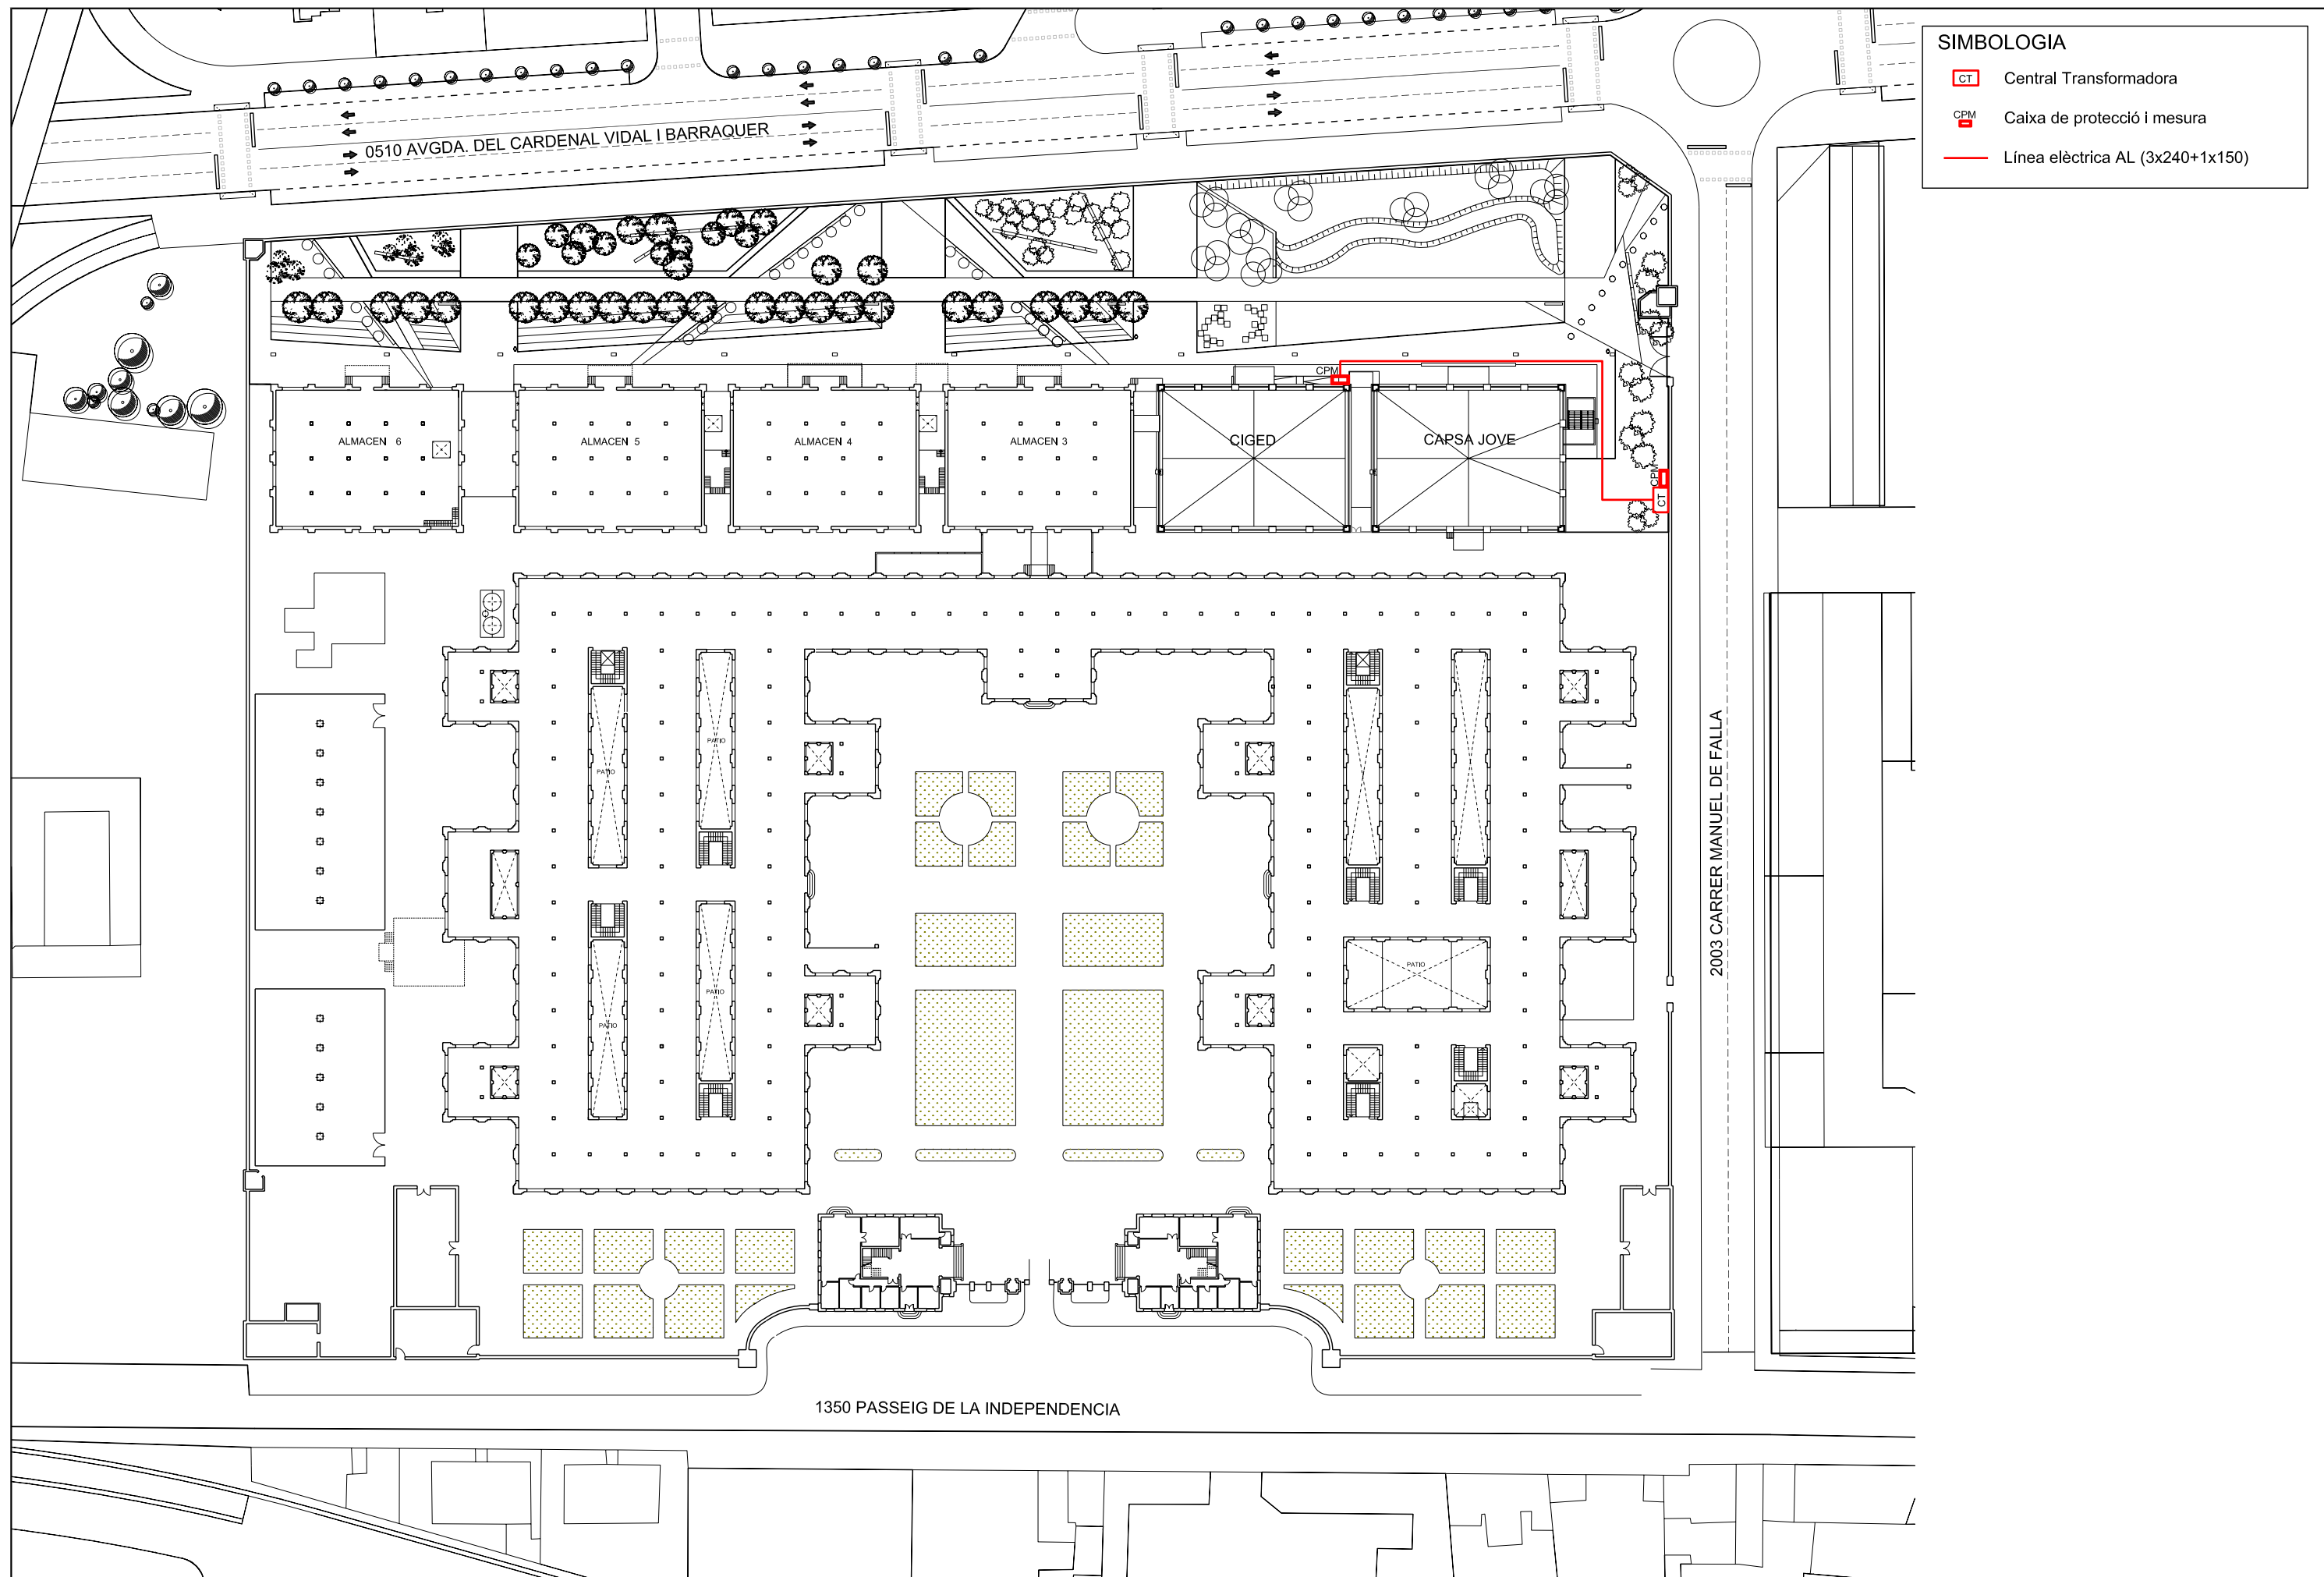 SIMBOLOGIA
CT Central Transformadora
CPM Caixa de protecció i mesura
Línea elèctrica AL (3x240+1x150)
0510 AVGDA. DEL CARDENAL VIDAL I BARRAQUER
CPM
ALMACEN 6
ALMACEN 5
ALMACEN 4
ALMACEN 3
CIGED
CAPSA JOVE
CPM
CT
PATIO
PATIO
PATIO
PATIO
PATIO
2003 CARRER MANUEL DE FALLA
1350 PASSEIG DE LA INDEPENDENCIA